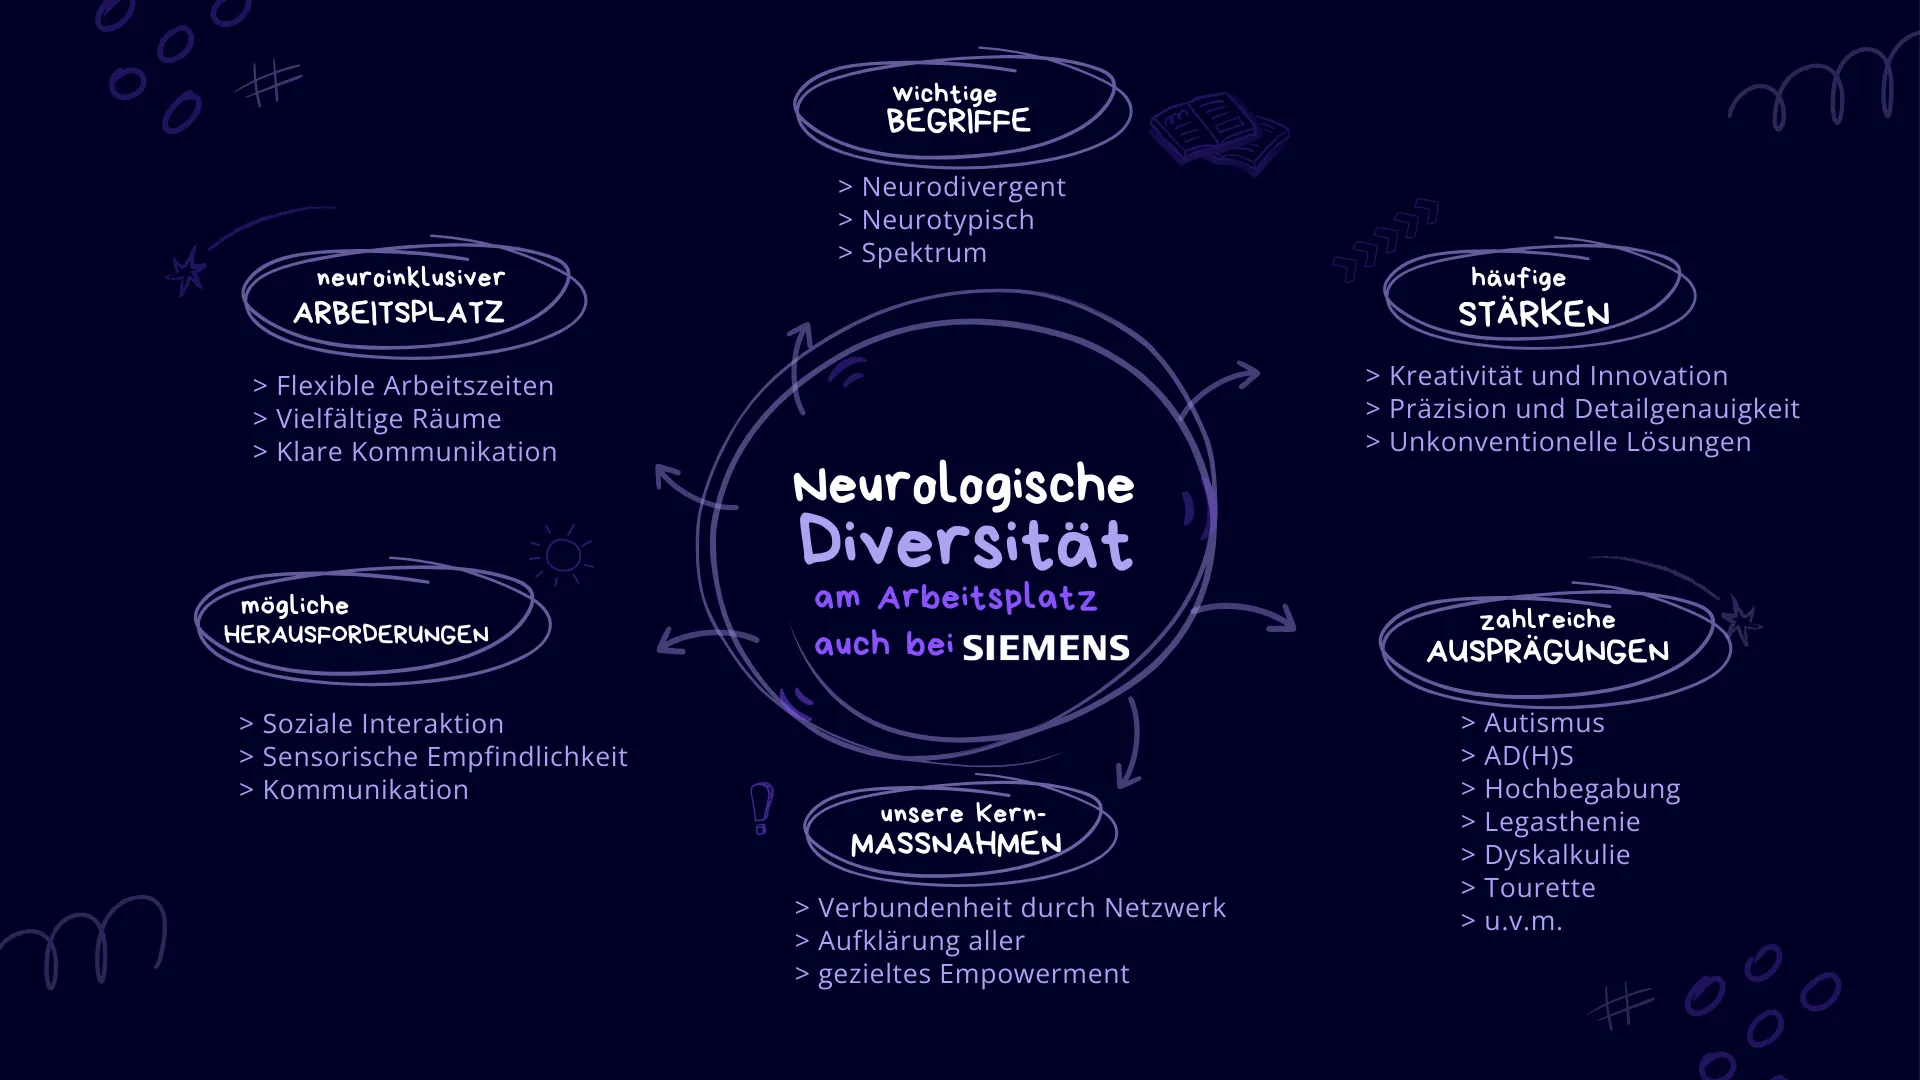 Neurologische
Diversität
am Arbeitsplatz
auch bei SIEMENS
wichtige
BEGRIFFE
> Neurodivergent
> Neurotypisch
> Spektrum
häufige
STÄRKEN
> Kreativität und Innovation
> Präzision und Detailgenauigkeit
> Unkonventionelle Lösungen
zahlreiche
AUSPRÄGUNGEN
> Autismus
> AD(H)S
> Hochbegabung
> Legasthenie
> Dyskalkulie
> Tourette
> u.v.m.
unsere Kern-
MASSNAHMEN
> Verbundenheit durch Netzwerk
> Aufklärung aller
> gezieltes Empowerment
mögliche
HERAUSFORDERUNGEN
> Soziale Interaktion
> Sensorische Empfindlichkeit
> Kommunikation
neuroinklusiver
ARBEITSPLATZ
> Flexible Arbeitszeiten
> Vielfältige Räume
> Klare Kommunikation